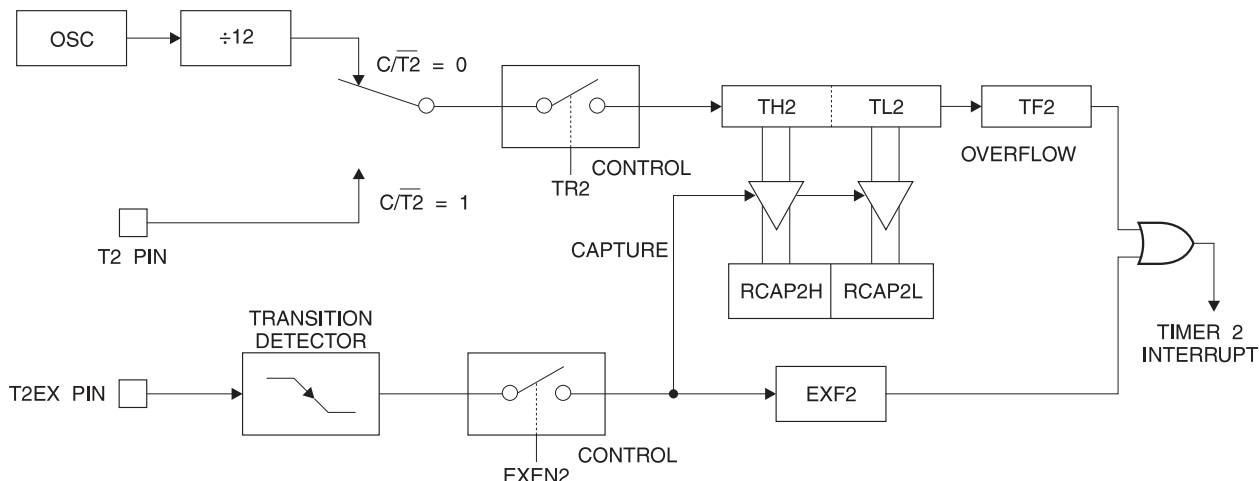 OSC
÷12
C/T2̅ = 0
TH2
TL2
TF2
OVERFLOW
CONTROL
TR2
C/T2̅ = 1
T2 PIN
CAPTURE
RCAP2H
RCAP2L
TRANSITION
DETECTOR
TIMER 2
INTERRUPT
T2EX PIN
EXF2
CONTROL
EXEN2